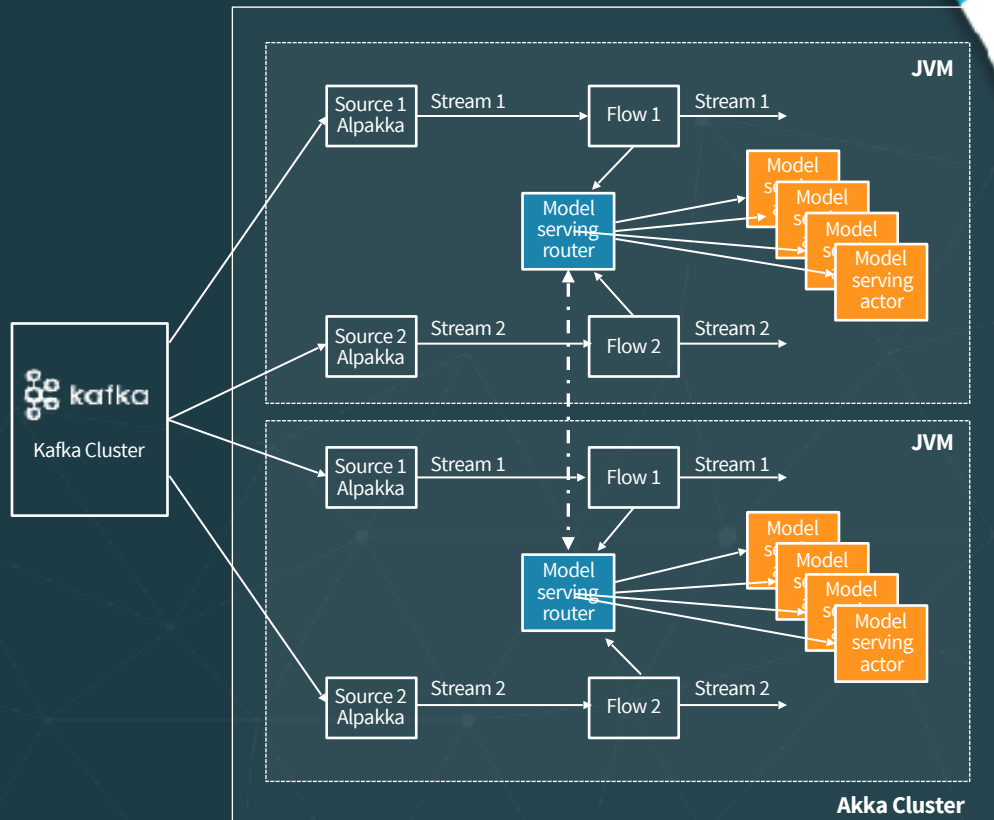 JVM
Source 1
Alpakka
Stream 1
Flow 1
Stream 1
Model
Model
Model
Model
serving
actor
Model
serving
router
Source 2
Alpakka
Stream 2
Flow 2
Stream 2
kafka
Kafka Cluster
JVM
Source 1
Alpakka
Stream 1
Flow 1
Stream 1
Model
Model
Model
Model
serving
actor
Model
serving
router
Source 2
Alpakka
Stream 2
Flow 2
Stream 2
Akka Cluster